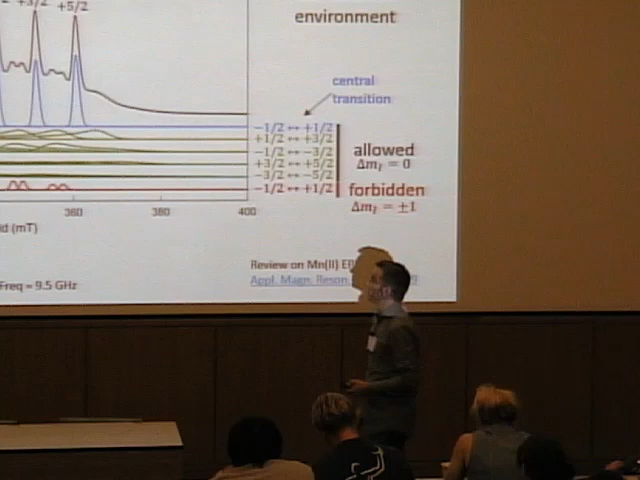 +5/2
environment
central
transition
−1/2 ↔ +1/2
+1/2 ↔ +3/2
−1/2 ↔ −3/2
+3/2 ↔ +5/2
−3/2 ↔ −5/2
−1/2 ↔ +1/2
allowed
Δm_I = 0
forbidden
Δm_I = ±1
360
380
400
(mT)
Review on Mn(II)
Appl. Magn. Reson.
Freq = 9.5 GHz